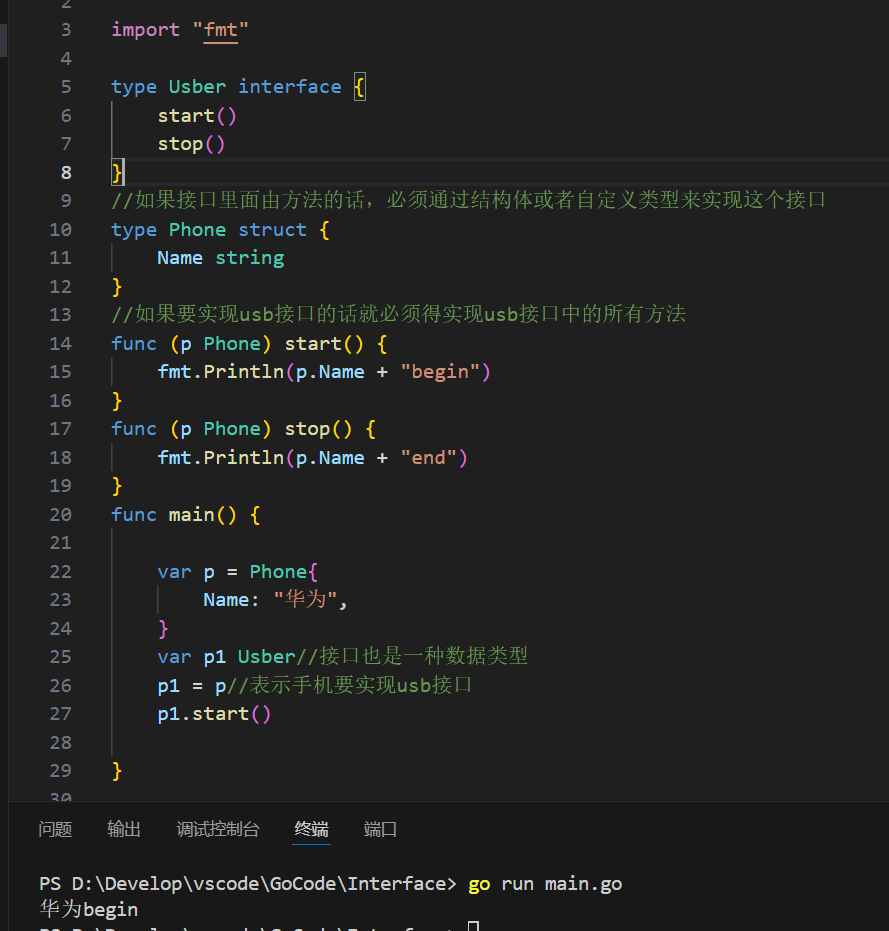 2
3 import "fmt"
4
5 type Usber interface {
6 start()
7 stop()
8 }
9 //如果接口里面由方法的话，必须通过结构体或者自定义类型来实现这个接口
10 type Phone struct {
11 Name string
12 }
13 //如果要实现usb接口的话就必须得实现usb接口中的所有方法
14 func (p Phone) start() {
15 fmt.Println(p.Name + "begin")
16 }
17 func (p Phone) stop() {
18 fmt.Println(p.Name + "end")
19 }
20 func main() {
21
22 var p = Phone{
23 Name: "华为",
24 }
25 var p1 Usber//接口也是一种数据类型
26 p1 = p//表示手机要实现usb接口
27 p1.start()
28
29 }
30
问题 输出 调试控制台 终端 端口
PS D:\Develop\vscode\GoCode\Interface> go run main.go
华为begin
PS D:\Develop\vscode\GoCode\Interface>